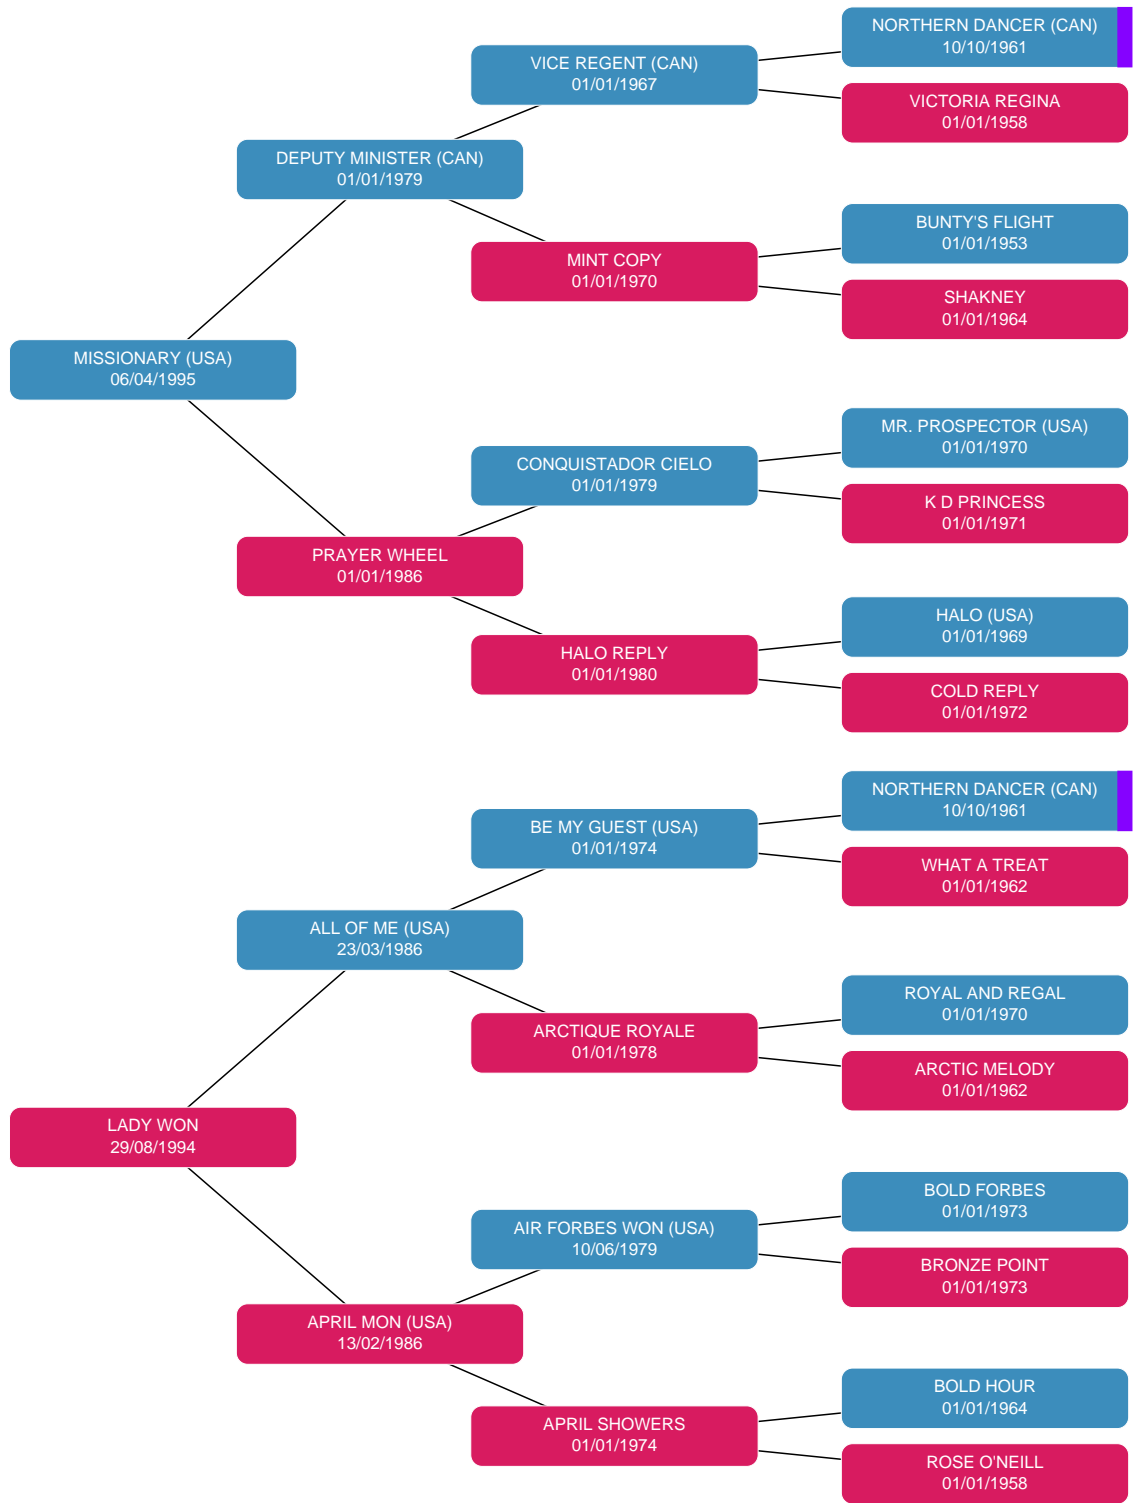 NORTHERN DANCER (CAN)
10/10/1961
VICE REGENT (CAN)
01/01/1967
VICTORIA REGINA
01/01/1958
DEPUTY MINISTER (CAN)
01/01/1979
BUNTY'S FLIGHT
01/01/1953
MINT COPY
01/01/1970
SHAKNEY
01/01/1964
MISSIONARY (USA)
06/04/1995
MR. PROSPECTOR (USA)
01/01/1970
CONQUISTADOR CIELO
01/01/1979
K D PRINCESS
01/01/1971
PRAYER WHEEL
01/01/1986
HALO (USA)
01/01/1969
HALO REPLY
01/01/1980
COLD REPLY
01/01/1972
NORTHERN DANCER (CAN)
10/10/1961
BE MY GUEST (USA)
01/01/1974
WHAT A TREAT
01/01/1962
ALL OF ME (USA)
23/03/1986
ROYAL AND REGAL
01/01/1970
ARCTIQUE ROYALE
01/01/1978
ARCTIC MELODY
01/01/1962
LADY WON
29/08/1994
BOLD FORBES
01/01/1973
AIR FORBES WON (USA)
10/06/1979
BRONZE POINT
01/01/1973
APRIL MON (USA)
13/02/1986
BOLD HOUR
01/01/1964
APRIL SHOWERS
01/01/1974
ROSE O'NEILL
01/01/1958